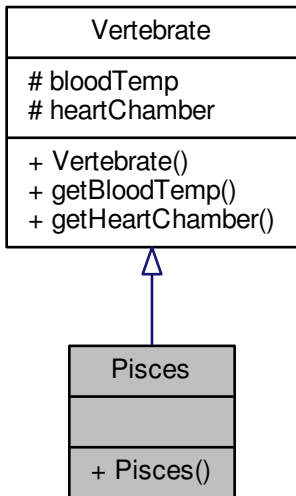 Vertebrate
# bloodTemp
# heartChamber
+ Vertebrate()
+ getBloodTemp()
+ getHeartChamber()
Pisces
+ Pisces()